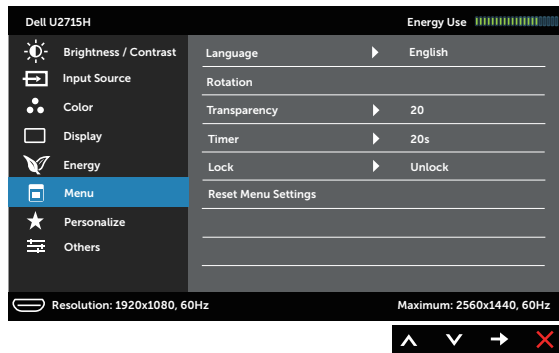 Dell U2715H Energy Use
Brightness / Contrast
Input Source
Color
Display
Energy
Menu
Personalize
Others
Language English
Rotation
Transparency 20
Timer 20s
Lock Unlock
Reset Menu Settings
Resolution: 1920x1080, 60Hz Maximum: 2560x1440, 60Hz